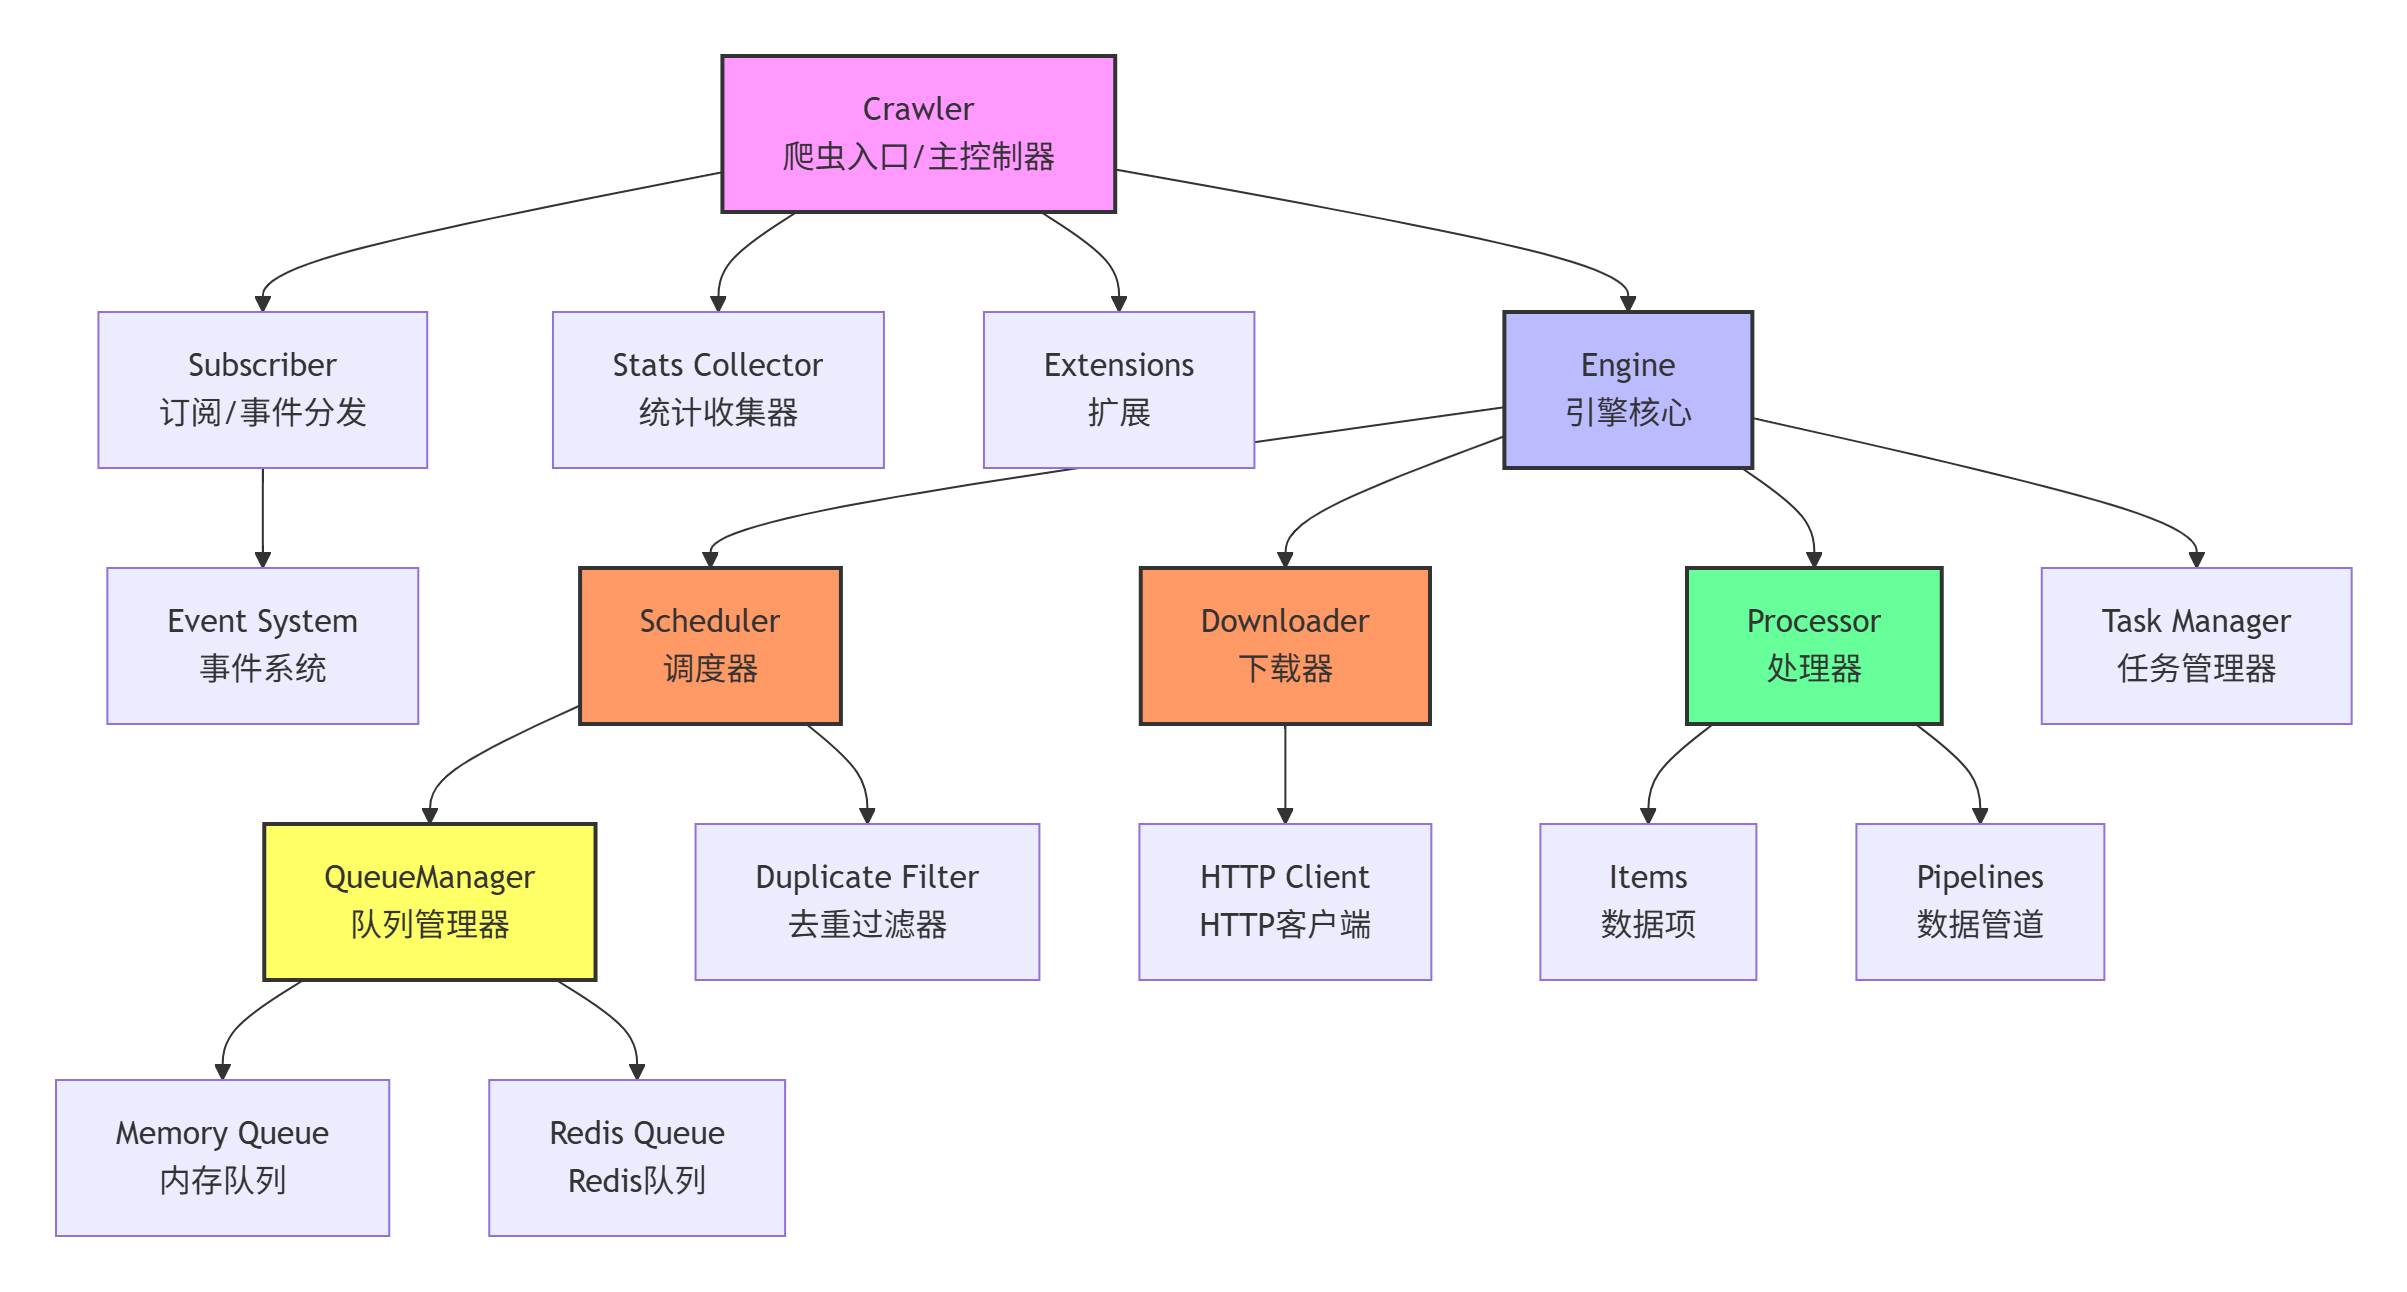 Crawler
爬虫入口/主控制器
Subscriber
订阅/事件分发
Stats Collector
统计收集器
Extensions
扩展
Engine
引擎核心
Event System
事件系统
Scheduler
调度器
Downloader
下载器
Processor
处理器
Task Manager
任务管理器
QueueManager
队列管理器
Duplicate Filter
去重过滤器
HTTP Client
HTTP客户端
Items
数据项
Pipelines
数据管道
Memory Queue
内存队列
Redis Queue
Redis队列